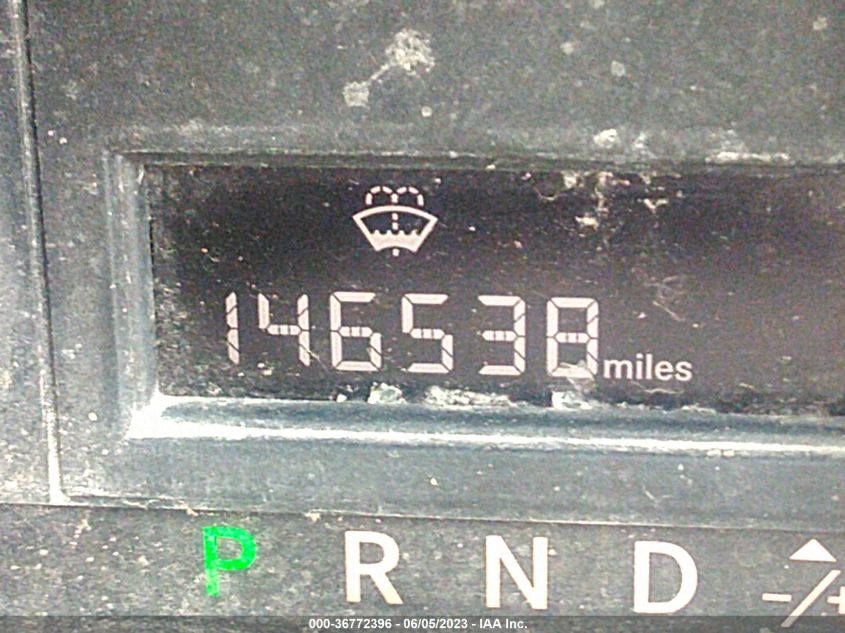 146538 miles
P R N D -/+
000-36772396 - 06/05/2023 - IAA Inc.